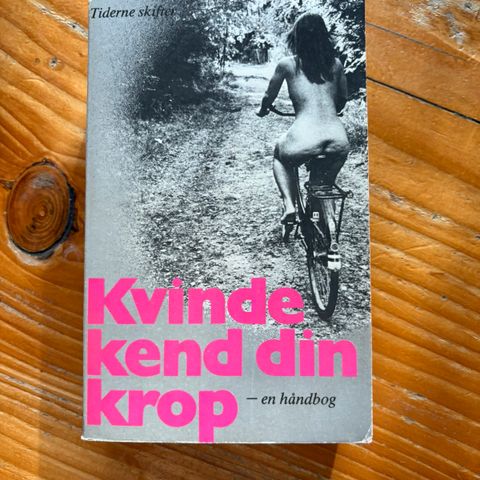 Tiderne skifter
Kvinde
kend din
krop
– en håndbog